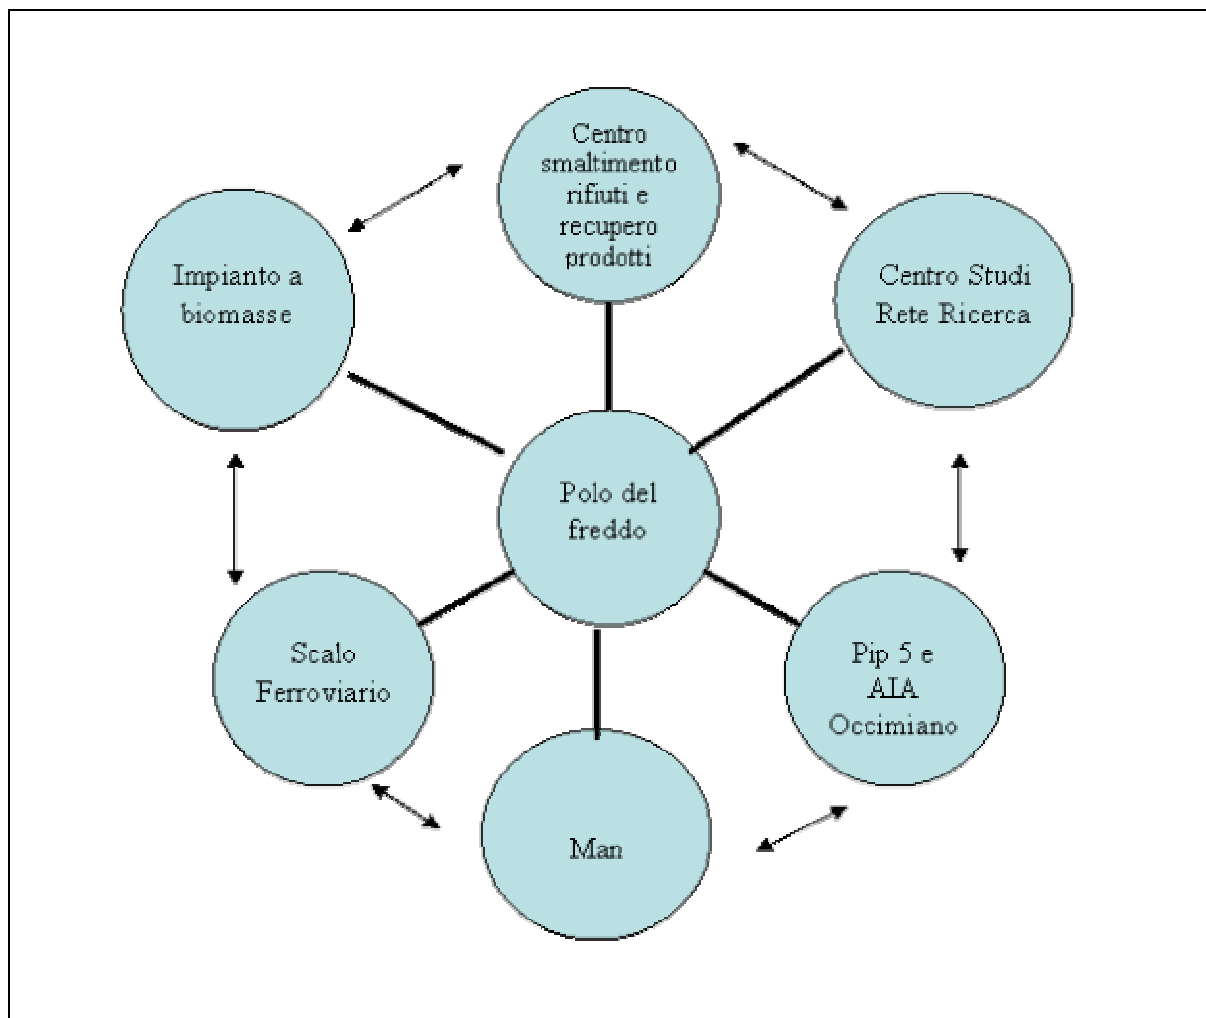 Centro
smaltimento
rifiuti e
recupero
prodotti
Impianto a
biomasse
Centro Studi
Rete Ricerca
Polo del
freddo
Scalo
Ferroviario
Pip 5 e
AIA
Occimiano
Man